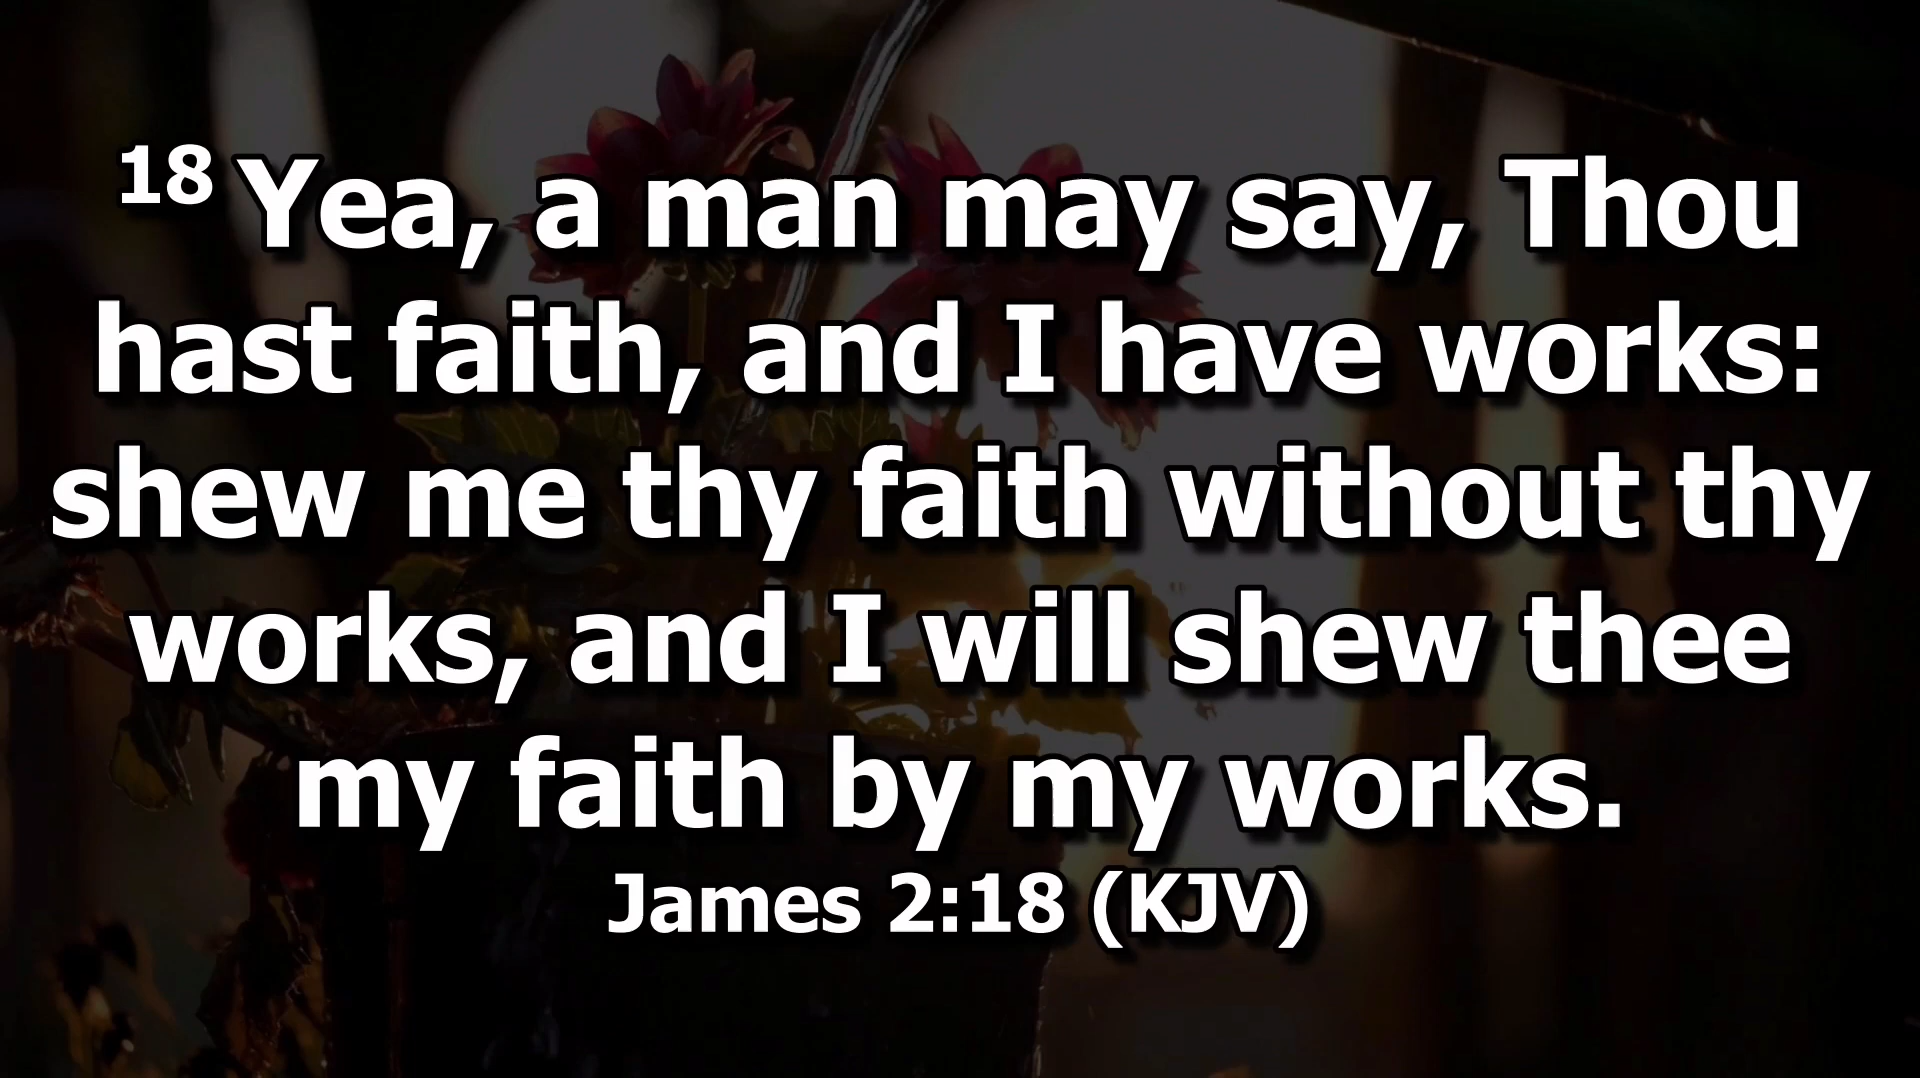 18 Yea, a man may say, Thou
hast faith, and I have works:
shew me thy faith without thy
works, and I will shew thee
my faith by my works.
James 2:18 (KJV)